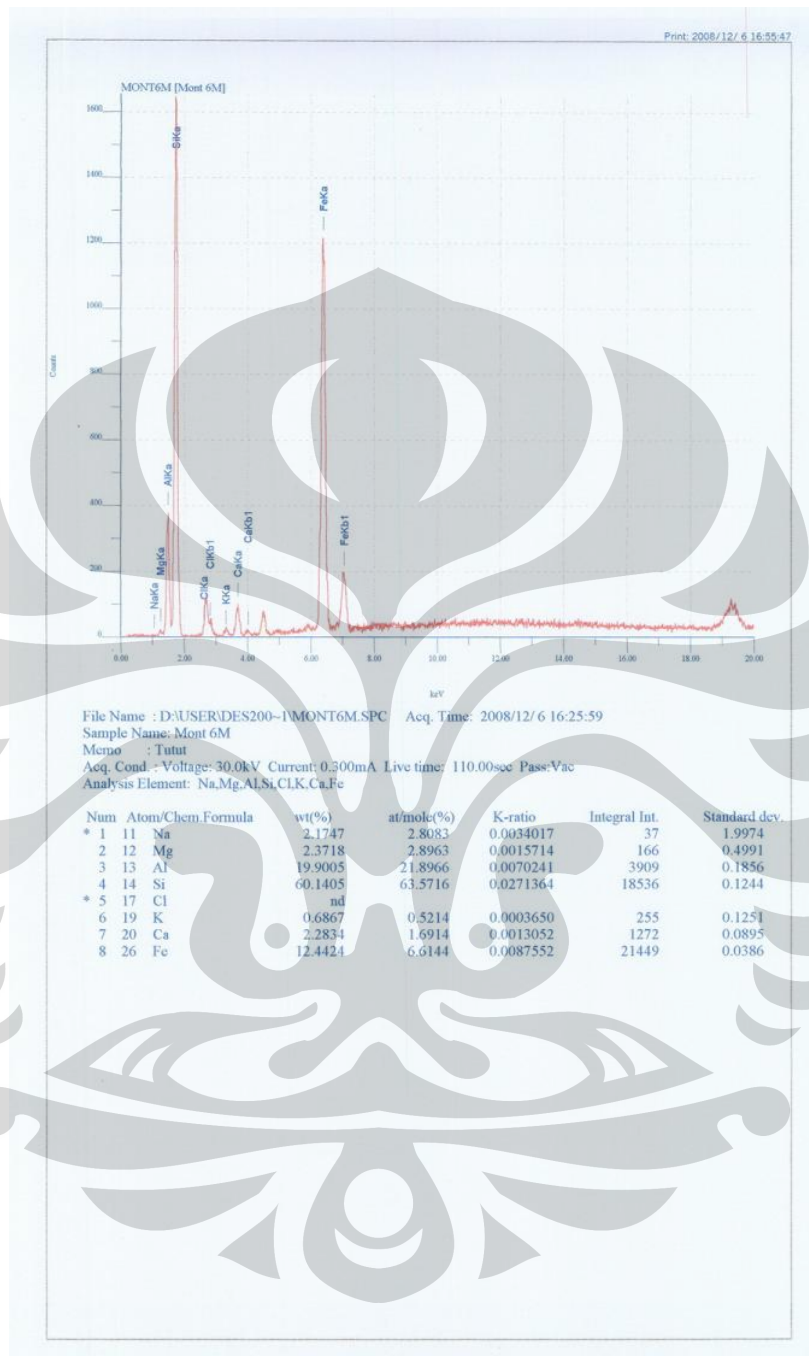 Print: 2008/12/ 6 16:55:47
MONT6M [Mont 6M]
1600
1400
1200
1000
800
600
400
200
0
Counts
NaKa
MgKa
AlKa
SiKa
ClKa
ClKb1
KKa
CaKa
CaKb1
FeKa
FeKb1
0.00 2.00 4.00 6.00 8.00 10.00 12.00 14.00 16.00 18.00 20.00
keV
File Name : D:\USER\DES200~1\MONT6M.SPC Acq. Time: 2008/12/ 6 16:25:59
Sample Name: Mont 6M
Memo : Tutut
Acq. Cond. : Voltage: 30.0kV Current: 0.300mA Live time: 110.00sec Pass:Vac
Analysis Element: Na,Mg,Al,Si,Cl,K,Ca,Fe
Num Atom/Chem.Formula wt(%) at/mole(%) K-ratio Integral Int. Standard dev.
* 1 11 Na 2.1747 2.8083 0.0034017 37 1.9974
2 12 Mg 2.3718 2.8963 0.0015714 166 0.4991
3 13 Al 19.9005 21.8966 0.0070241 3909 0.1856
4 14 Si 60.1405 63.5716 0.0271364 18536 0.1244
* 5 17 Cl nd
6 19 K 0.6867 0.5214 0.0003650 255 0.1251
7 20 Ca 2.2834 1.6914 0.0013052 1272 0.0895
8 26 Fe 12.4424 6.6144 0.0087552 21449 0.0386